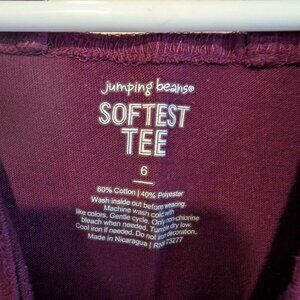 jumping beans®
SOFTEST
TEE
6
60% Cotton | 40% Polyester
Wash inside out before wearing.
Machine wash cold with
like colors. Gentle cycle. Only non-chlorine
bleach when needed. Tumble dry low.
Cool iron if needed. Do not iron decoration.
Made in Nicaragua | RN# 73277